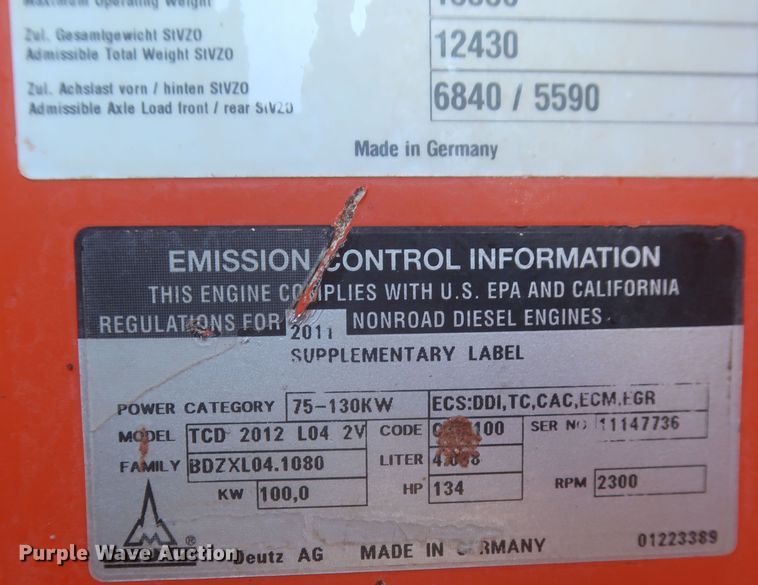 Maximum Operating Weight
Zul. Gesamtgewicht StVZO
Admissible Total Weight StVZO
12430
Zul. Achslast vorn / hinten StVZO
Admissible Axle Load front / rear StVZO
6840 / 5590
Made in Germany
EMISSION CONTROL INFORMATION
THIS ENGINE COMPLIES WITH U.S. EPA AND CALIFORNIA
REGULATIONS FOR 2011 NONROAD DIESEL ENGINES
SUPPLEMENTARY LABEL
POWER CATEGORY 75-130KW ECS:DDI,TC,CAC,ECM,EGR
MODEL TCD 2012 L04 2V CODE SER NO 11147736
FAMILY BDZXL04.1080 LITER
KW 100,0 HP 134 RPM 2300
® Deutz AG MADE IN GERMANY 01223389
Purple Wave Auction